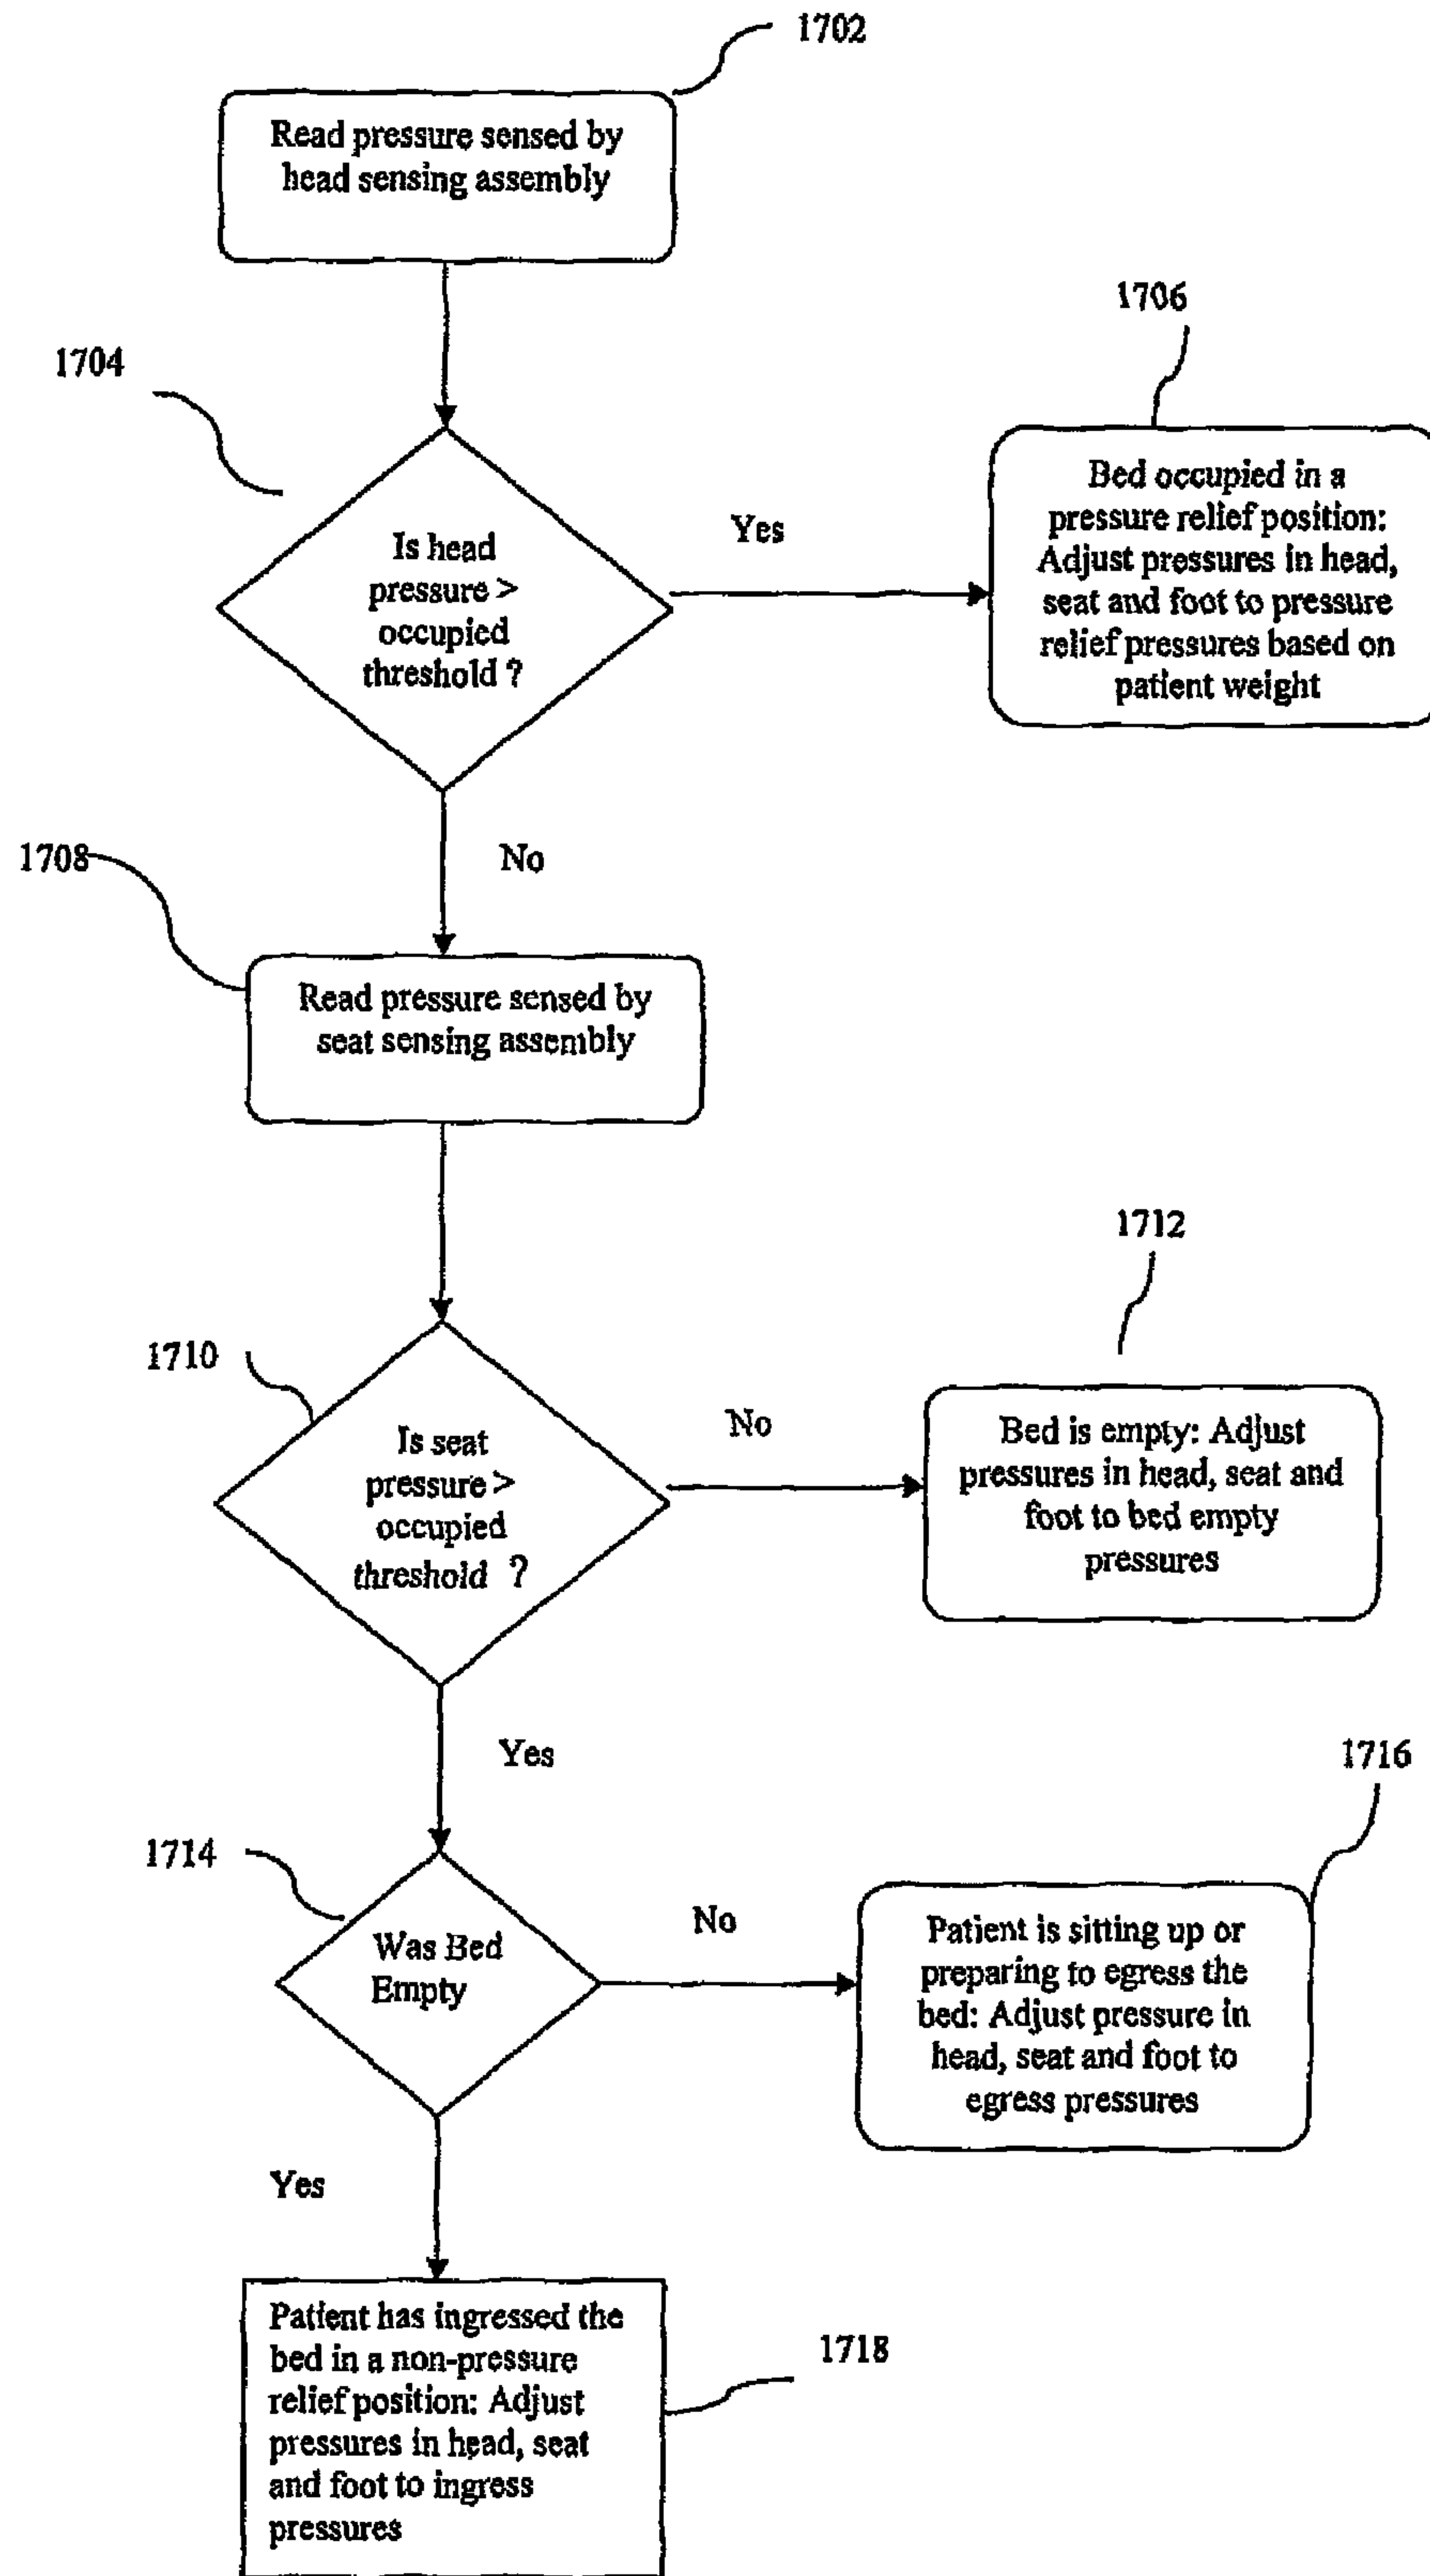 1702
Read pressure sensed by
head sensing assembly
1704
Is head
pressure >
occupied
threshold ?
Yes
1706
Bed occupied in a
pressure relief position:
Adjust pressures in head,
seat and foot to pressure
relief pressures based on
patient weight
No
1708
Read pressure sensed by
seat sensing assembly
1710
Is seat
pressure >
occupied
threshold ?
No
1712
Bed is empty: Adjust
pressures in head, seat and
foot to bed empty
pressures
Yes
1714
Was Bed
Empty
No
1716
Patient is sitting up or
preparing to egress the
bed: Adjust pressure in
head, seat and foot to
egress pressures
Yes
Patient has ingressed the
bed in a non-pressure
relief position: Adjust
pressures in head, seat
and foot to ingress
pressures
1718